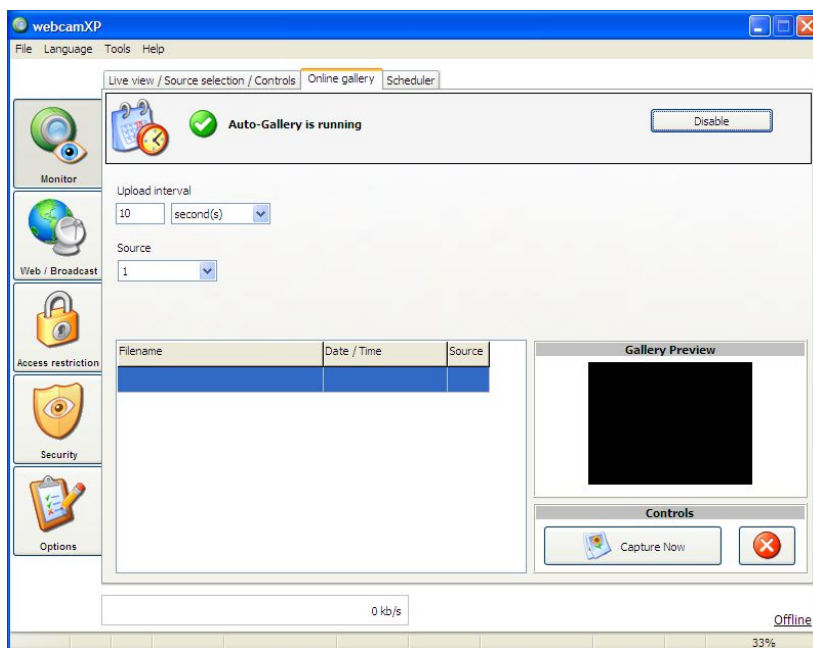 webcamXP
File Language Tools Help
Live view / Source selection / Controls Online gallery Scheduler
Auto-Gallery is running
Disable
Monitor
Upload interval
10 second(s)
Web / Broadcast
Source
1
Access restriction
Filename Date / Time Source
Gallery Preview
Security
Controls
Capture Now
Options
0 kb/s
Offline
33%